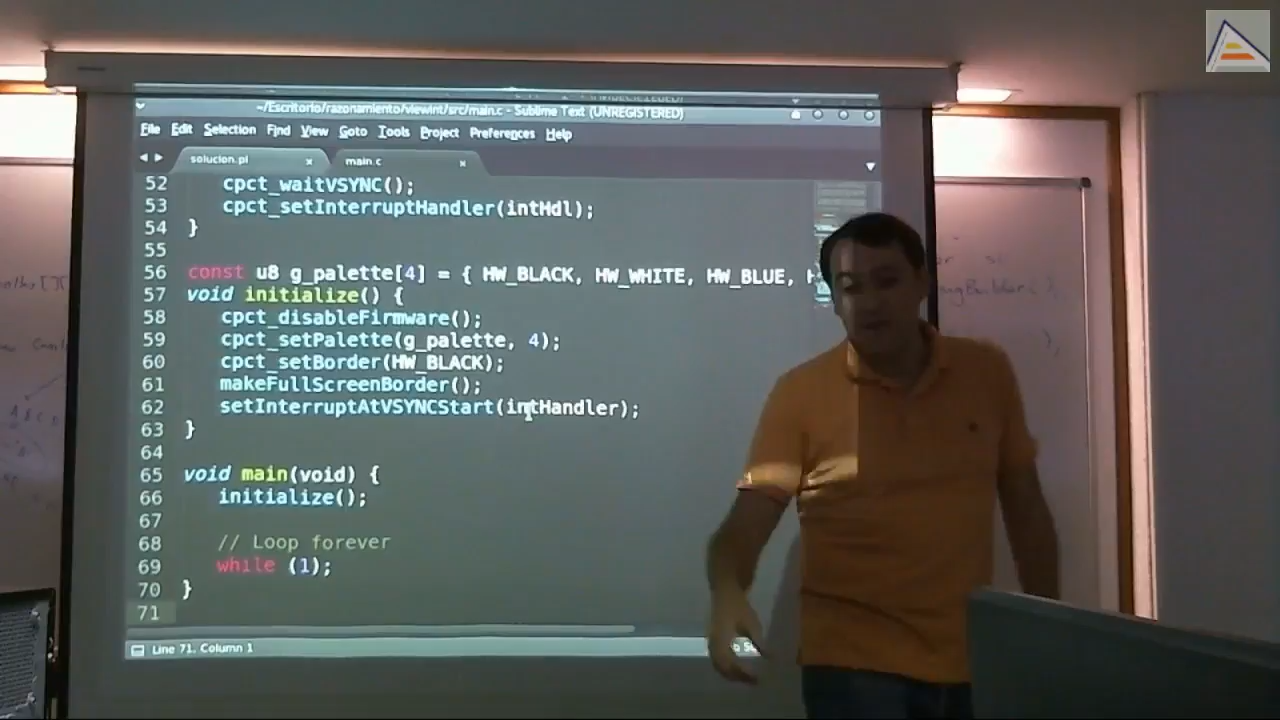 ~/Escritorio/razonamiento/viewint/src/main.c - Sublime Text (UNREGISTERED)
File Edit Selection Find View Goto Tools Project Preferences Help
solucion.pl × main.c ×
52 cpct_waitVSYNC();
53 cpct_setInterruptHandler(intHdl);
54 }
55
56 const u8 g_palette[4] = { HW_BLACK, HW_WHITE, HW_BLUE,
57 void initialize() {
58 cpct_disableFirmware();
59 cpct_setPalette(g_palette, 4);
60 cpct_setBorder(HW_BLACK);
61 makeFullScreenBorder();
62 setInterruptAtVSYNCStart(intHandler);
63 }
64
65 void main(void) {
66 initialize();
67
68 // Loop forever
69 while (1);
70 }
71
Line 71, Column 1